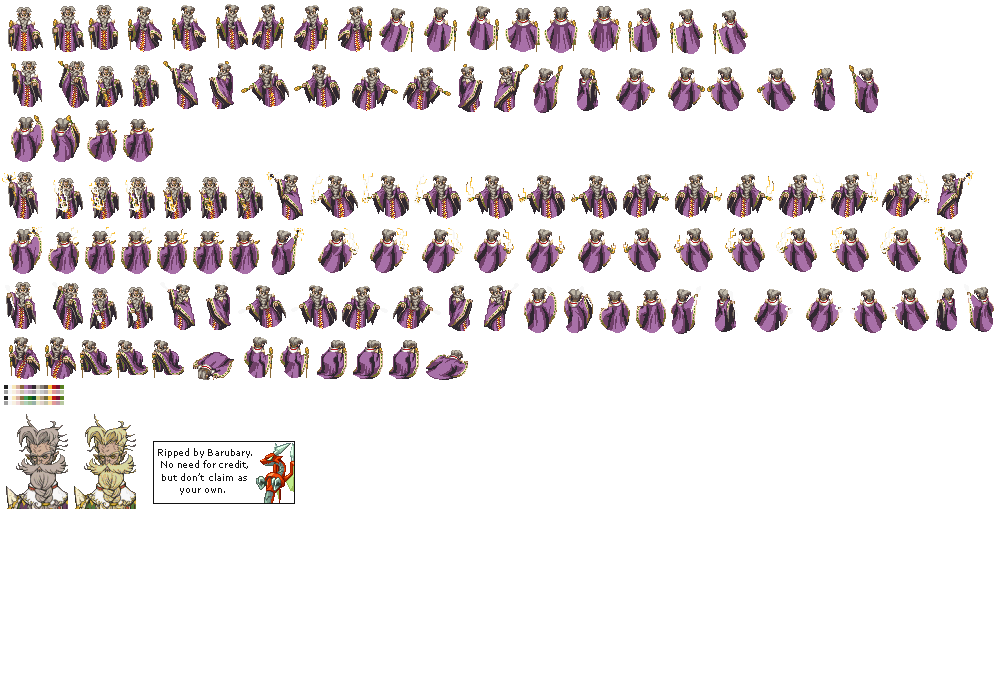 Ripped by Barubary.
No need for credit,
but don't claim as
your own.